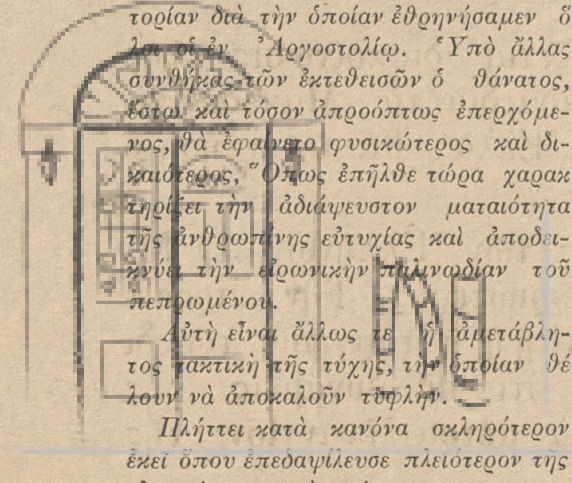 τορίαν διὰ τὴν ὁποίαν ἐθρηνήσαμεν ὅ
λοι οἱ ἐν Ἀργοστολίῳ. Ὑπὸ ἄλλας
συνθήκας τῶν ἐκτεθεισῶν ὁ θάνατος,
ἔστω καὶ τόσον ἀπροόπτως ἐπερχόμε-
νος, θὰ ἐφαίνετο φυσικώτερος καὶ δι-
καιότερος, Ὅπως ἐπῆλθε τώρα χαρακ
τηρίζει τὴν ἀδιάψευστον ματαιότητα
τῆς ἀνθρωπίνης εὐτυχίας καὶ ἀποδει-
κνύει τὴν εἰρωνικὴν παλινῳδίαν τοῦ
πεπρωμένου.
Αὐτὴ εἶναι ἄλλως τε ἡ ἀμετάβλη-
τος τακτικὴ τῆς τύχης, τὴν ὁποίαν θέ
λουν νὰ ἀποκαλοῦν τυφλὴν.
Πλήττει κατὰ κανόνα σκληρότερον
ἐκεῖ ὅπου ἐπεδαψίλευσε πλειότερον τῆς